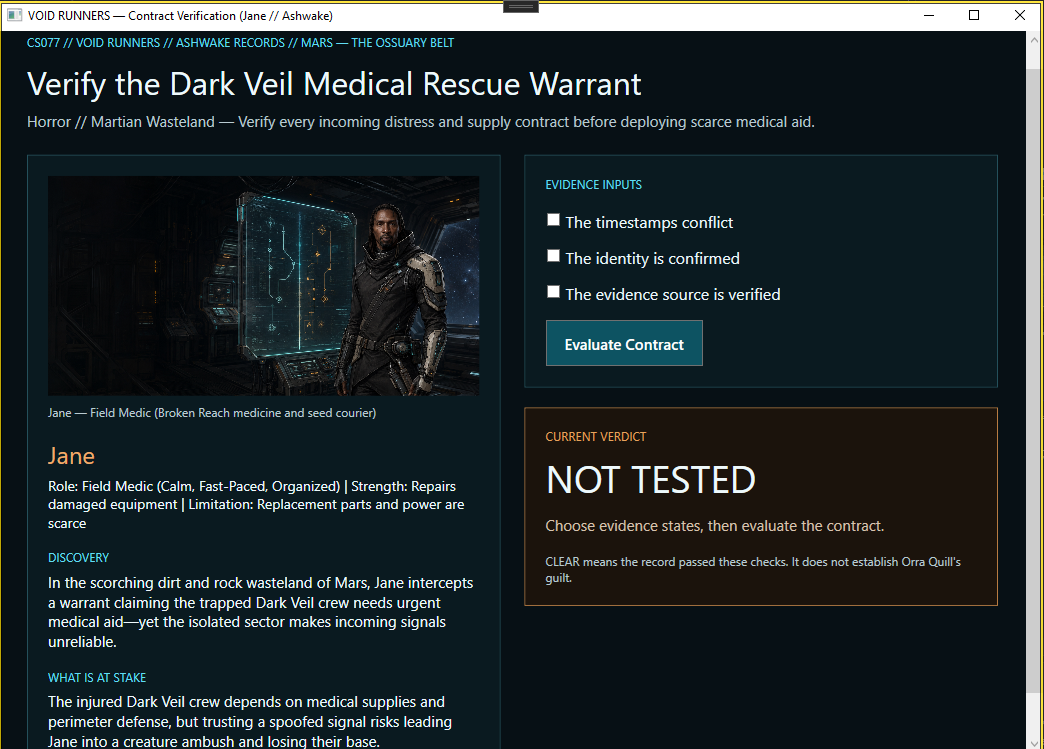 VOID RUNNERS — Contract Verification (Jane // Ashwake)
CS077 // VOID RUNNERS // ASHWAKE RECORDS // MARS — THE OSSUARY BELT
Verify the Dark Veil Medical Rescue Warrant
Horror // Martian Wasteland — Verify every incoming distress and supply contract before deploying scarce medical aid.
Jane — Field Medic (Broken Reach medicine and seed courier)
Jane
Role: Field Medic (Calm, Fast-Paced, Organized) | Strength: Repairs
damaged equipment | Limitation: Replacement parts and power are
scarce
DISCOVERY
In the scorching dirt and rock wasteland of Mars, Jane intercepts
a warrant claiming the trapped Dark Veil crew needs urgent
medical aid—yet the isolated sector makes incoming signals
unreliable.
WHAT IS AT STAKE
The injured Dark Veil crew depends on medical supplies and
perimeter defense, but trusting a spoofed signal risks leading
Jane into a creature ambush and losing their base.
EVIDENCE INPUTS
The timestamps conflict
The identity is confirmed
The evidence source is verified
Evaluate Contract
CURRENT VERDICT
NOT TESTED
Choose evidence states, then evaluate the contract.
CLEAR means the record passed these checks. It does not establish Orra Quill's
guilt.